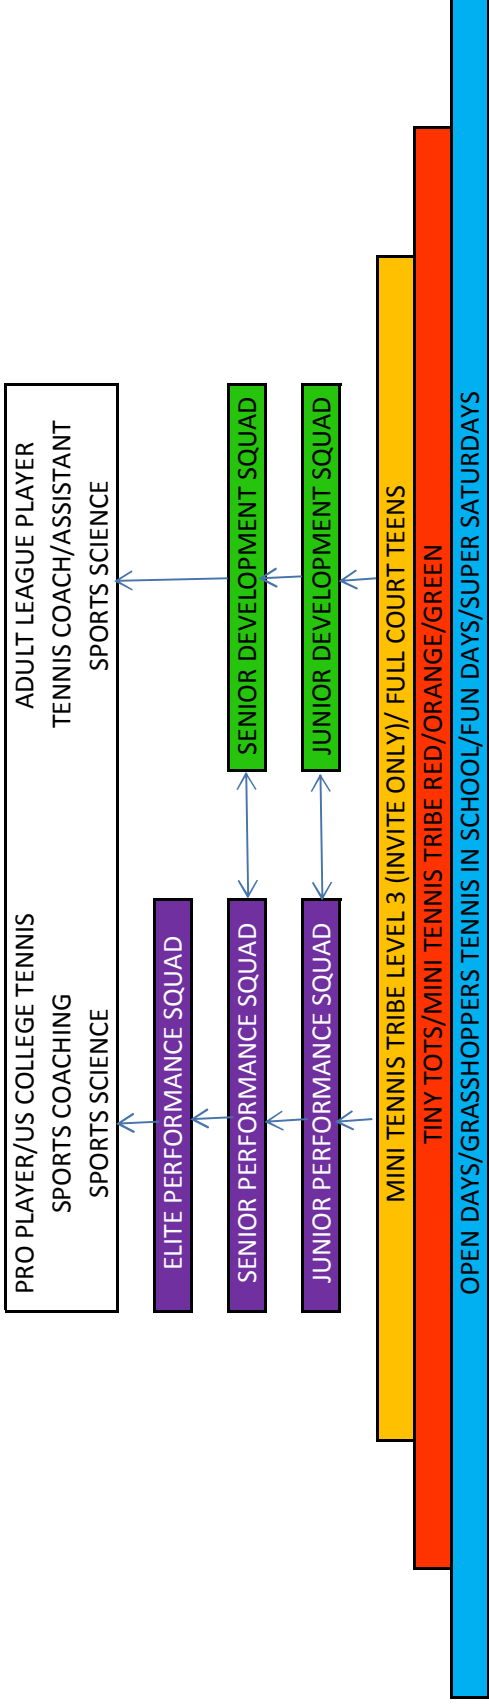 PRO PLAYER/US COLLEGE TENNIS
SPORTS COACHING
SPORTS SCIENCE
ADULT LEAGUE PLAYER
TENNIS COACH/ASSISTANT
SPORTS SCIENCE
ELITE PERFORMANCE SQUAD
SENIOR PERFORMANCE SQUAD
SENIOR DEVELOPMENT SQUAD
JUNIOR PERFORMANCE SQUAD
JUNIOR DEVELOPMENT SQUAD
MINI TENNIS TRIBE LEVEL 3 (INVITE ONLY)/ FULL COURT TEENS
TINY TOTS/MINI TENNIS TRIBE RED/ORANGE/GREEN
OPEN DAYS/GRASSHOPPERS TENNIS IN SCHOOL/FUN DAYS/SUPER SATURDAYS